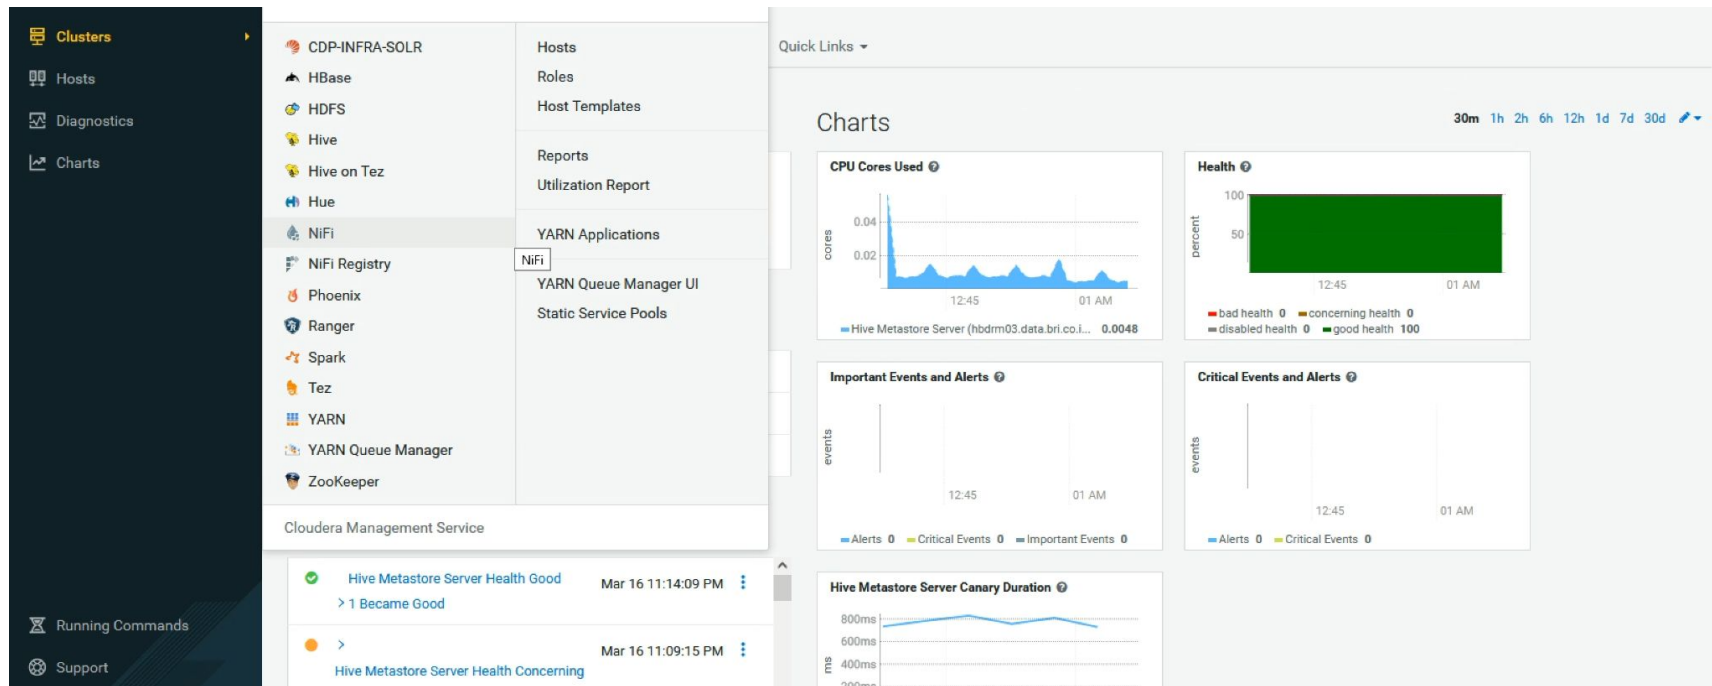 Clusters
Hosts
Diagnostics
Charts
Running Commands
Support
CDP-INFRA-SOLR
HBase
HDFS
Hive
Hive on Tez
Hue
NiFi
NiFi Registry
Phoenix
Ranger
Spark
Tez
YARN
YARN Queue Manager
ZooKeeper
Cloudera Management Service
Hosts
Roles
Host Templates
Reports
Utilization Report
YARN Applications
NiFi
YARN Queue Manager UI
Static Service Pools
Hive Metastore Server Health Good Mar 16 11:14:09 PM
> 1 Became Good
> Mar 16 11:09:15 PM
Hive Metastore Server Health Concerning
Quick Links
Charts
30m 1h 2h 6h 12h 1d 7d 30d
CPU Cores Used
cores
0.04
0.02
12:45 01 AM
Hive Metastore Server (hbdrm03.data.bri.co.i... 0.0048
Health
percent
100
50
12:45 01 AM
bad health 0 concerning health 0
disabled health 0 good health 100
Important Events and Alerts
events
12:45 01 AM
Alerts 0 Critical Events 0 Important Events 0
Critical Events and Alerts
events
12:45 01 AM
Alerts 0 Critical Events 0
Hive Metastore Server Canary Duration
ms
800ms
600ms
400ms
200ms